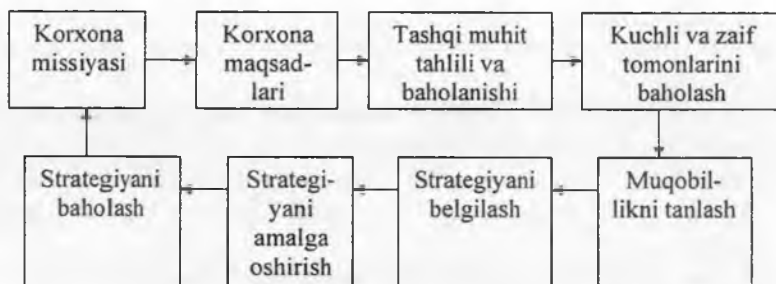 Korxona
missiyasi
Korxona
maqsad-
lari
Tashqi muhit
tahlili va
baholanishi
Kuchli va zaif
tomonlarini
baholash
Strategiyani
baholash
Strategi-
yani
amalga
oshirish
Strategiyani
belgilash
Muqobil-
likni tanlash